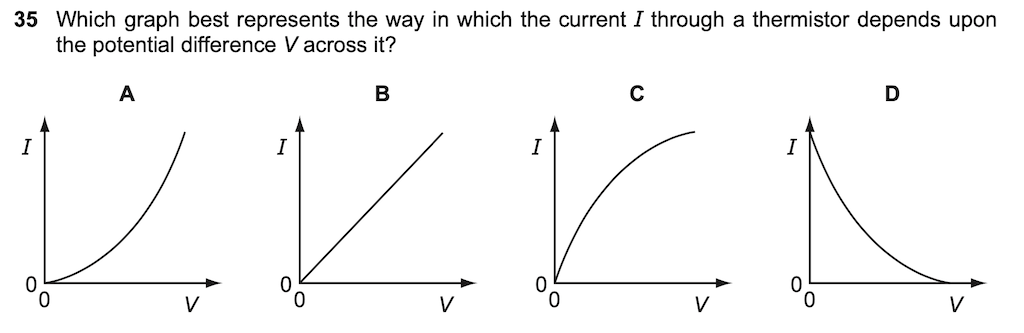 35 Which graph best represents the way in which the current I through a thermistor depends upon
the potential difference V across it?
A B C D
I I I I
0 0 0 0
0 V 0 V 0 V 0 V